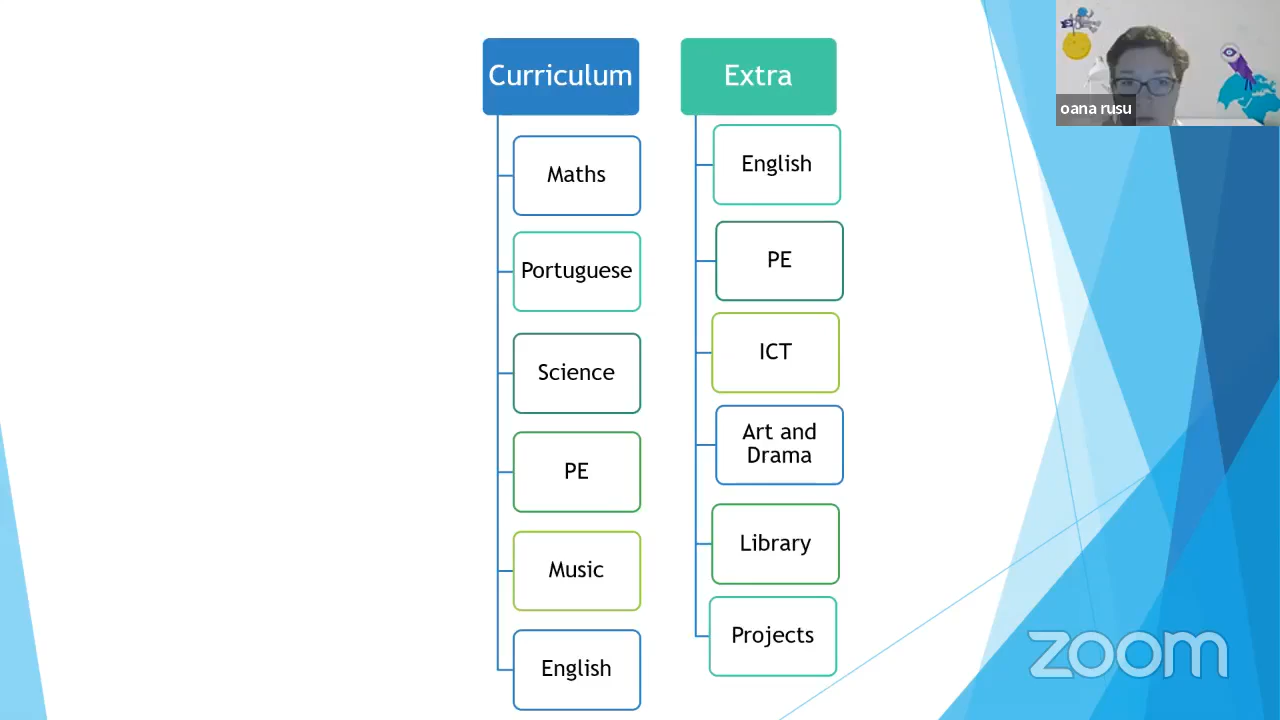 Curriculum
Maths
Portuguese
Science
PE
Music
English
Extra
English
PE
ICT
Art and
Drama
Library
Projects
oana rusu
zoom